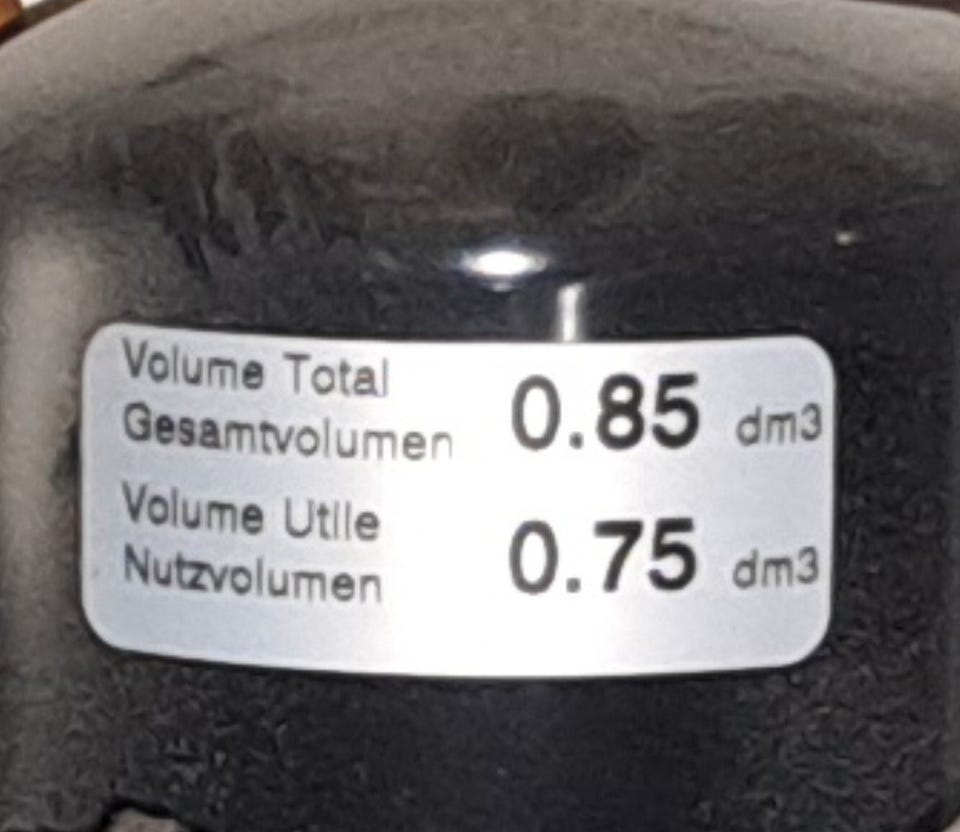 Volume Total
Gesamtvolumen 0.85 dm3
Volume Utile
Nutzvolumen 0.75 dm3